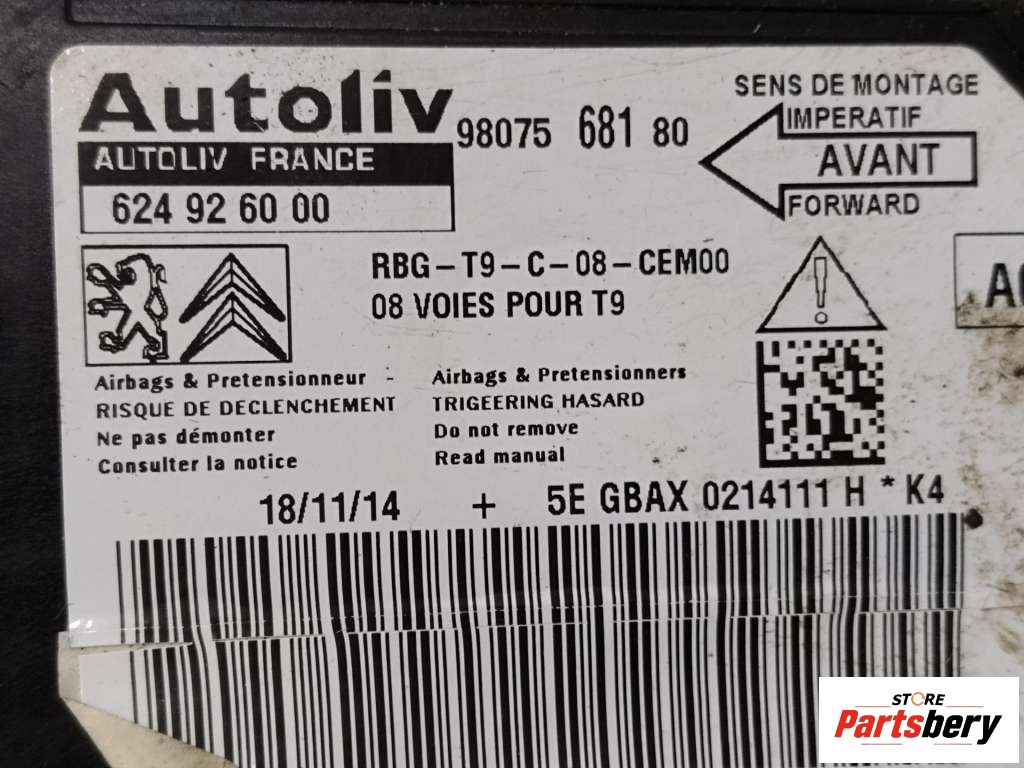 Autoliv
AUTOLIV FRANCE
624 92 60 00
98075 681 80
SENS DE MONTAGE
IMPERATIF
AVANT
FORWARD
RBG-T9-C-08-CEM00
08 VOIES POUR T9
Airbags & Pretensionneur -
RISQUE DE DECLENCHEMENT
Ne pas démonter
Consulter la notice
Airbags & Pretensionners
TRIGEERING HASARD
Do not remove
Read manual
18/11/14 + 5E GBAX 0214111 H * K4
STORE
Partsbery